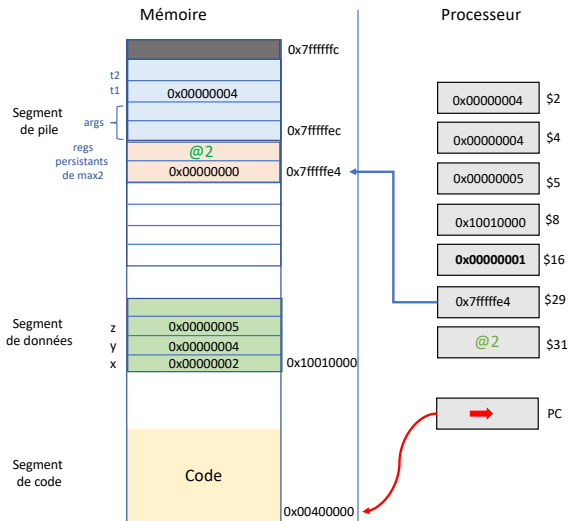 Mémoire
Processeur
0x7ffffffc
t2
t1
0x00000004
Segment
de pile
args
0x7fffffec
regs
persistants
de max2
@2
0x00000000
0x7fffffe4
0x00000004
$2
0x00000004
$4
0x00000005
$5
0x10010000
$8
0x00000001
$16
0x7fffffe4
$29
@2
$31
Segment
de données
z
0x00000005
y
0x00000004
x
0x00000002
0x10010000
PC
Segment
de code
Code
0x00400000